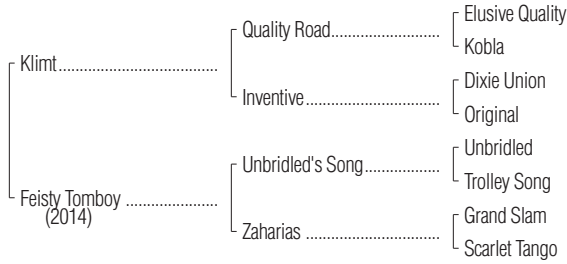 Elusive Quality
Quality Road
Kobla
Klimt
Dixie Union
Inventive
Original
Unbridled
Unbridled's Song
Trolley Song
Feisty Tomboy
(2014)
Grand Slam
Zaharias
Scarlet Tango